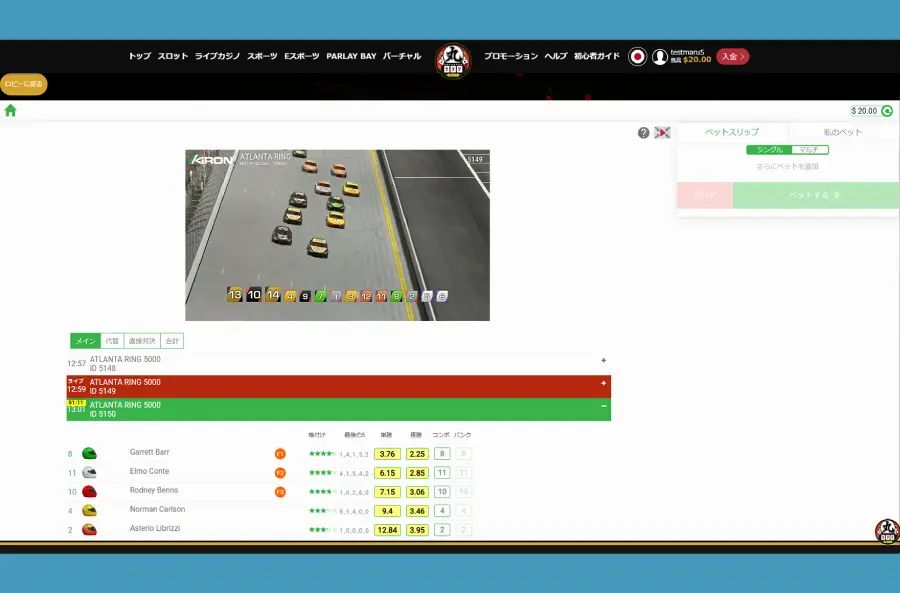 トップ スロット ライブカジノ スポーツ Eスポーツ PARLAY BAY バーチャル
プロモーション ヘルプ 初心者ガイド
testmaru5
残高 $20.00
入金
ロビーに戻る
$ 20.00
?
ベットスリップ 私のベット
シングル マルチ
さらにベットを追加
ベットする
KIRON
ATLANTA RING
5149
13 10 14 4 9 7 1 3 12 11 8 2
メイン 代替 直接対決 合計
12:57 ATLANTA RING 5000 +
ID 5148
ライブ
12:59 ATLANTA RING 5000 +
ID 5149
01:11
13:01 ATLANTA RING 5000 −
ID 5150
格付け 最後の5 単勝 複勝 コンボ バンク
8 Garrett Barr F1 1,4,1,5,2 3.76 2.25 8 8
11 Elmo Conte F2 4,1,5,4,2 6.15 2.85 11 11
10 Rodney Benns F3 1,6,2,6,0 7.15 3.06 10 10
4 Norman Carlson 8,1,4,0,0 9.4 3.46 4 4
2 Asterio Librizzi 1,0,0,0,0 12.84 3.95 2 2